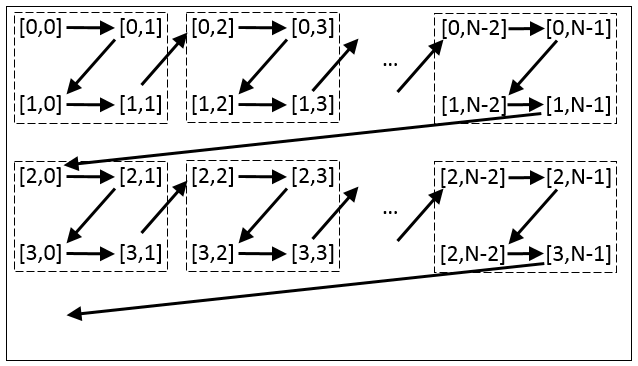 [0,0] [0,1] [0,2] [0,3] [0,N-2] [0,N-1]
...
[1,0] [1,1] [1,2] [1,3] [1,N-2] [1,N-1]
[2,0] [2,1] [2,2] [2,3] [2,N-2] [2,N-1]
...
[3,0] [3,1] [3,2] [3,3] [2,N-2] [3,N-1]